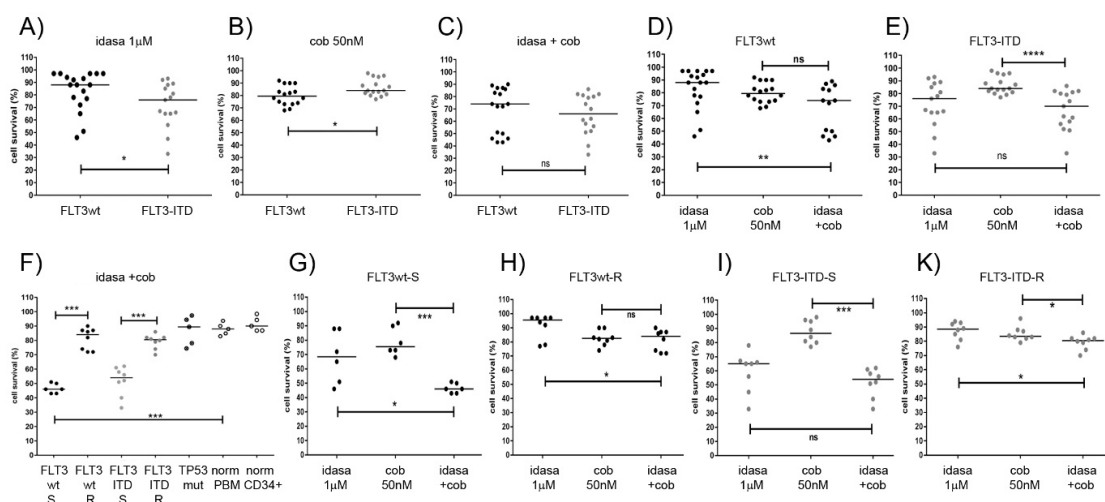 A)
idasa 1µM
cell survival (%)
110
100
90
80
70
60
50
40
30
20
10
0
*
FLT3wt FLT3-ITD
B)
cob 50nM
cell survival (%)
110
100
90
80
70
60
50
40
30
20
10
0
*
FLT3wt FLT3-ITD
C)
idasa + cob
cell survival (%)
110
100
90
80
70
60
50
40
30
20
10
0
ns
FLT3wt FLT3-ITD
D)
FLT3wt
cell survival (%)
110
100
90
80
70
60
50
40
30
20
10
0
ns
**
idasa cob idasa
1µM 50nM +cob
E)
FLT3-ITD
cell survival (%)
110
100
90
80
70
60
50
40
30
20
10
0
****
ns
idasa cob idasa
1µM 50nM +cob
F)
idasa +cob
cell survival (%)
110
100
90
80
70
60
50
40
30
20
10
0
***
***
***
FLT3 FLT3 FLT3 FLT3 TP53 norm norm
wt wt ITD ITD mut PBM CD34+
S R S R
G)
FLT3wt-S
cell survival (%)
110
100
90
80
70
60
50
40
30
20
10
0
***
*
idasa cob idasa
1µM 50nM +cob
H)
FLT3wt-R
cell survival (%)
110
100
90
80
70
60
50
40
30
20
10
0
ns
*
idasa cob idasa
1µM 50nM +cob
I)
FLT3-ITD-S
cell survival (%)
110
100
90
80
70
60
50
40
30
20
10
0
***
ns
idasa cob idasa
1µM 50nM +cob
K)
FLT3-ITD-R
cell survival (%)
110
100
90
80
70
60
50
40
30
20
10
0
*
*
idasa cob idasa
1µM 50nM +cob